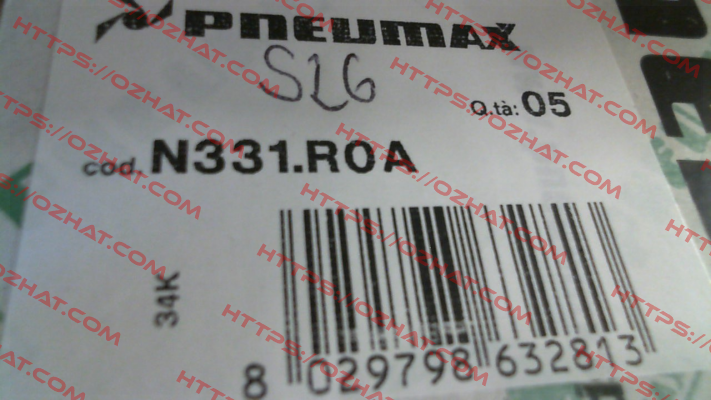 PNEUMAX
S26
Q.tà: 05
cod. N331.R0A
34K
8 029798 632813
HTTPS://OZHAT.COM